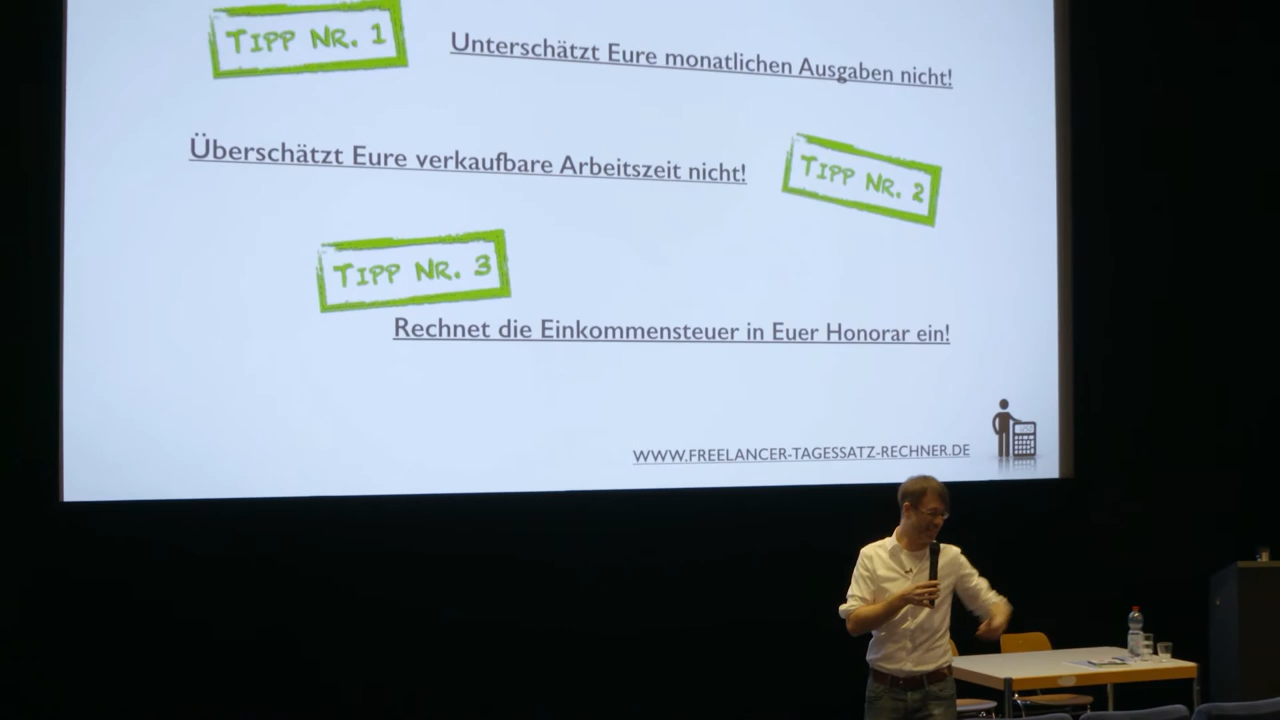 TIPP NR. 1
Unterschätzt Eure monatlichen Ausgaben nicht!
Überschätzt Eure verkaufbare Arbeitszeit nicht!
TIPP NR. 2
TIPP NR. 3
Rechnet die Einkommensteuer in Euer Honorar ein!
WWW.FREELANCER-TAGESSATZ-RECHNER.DE